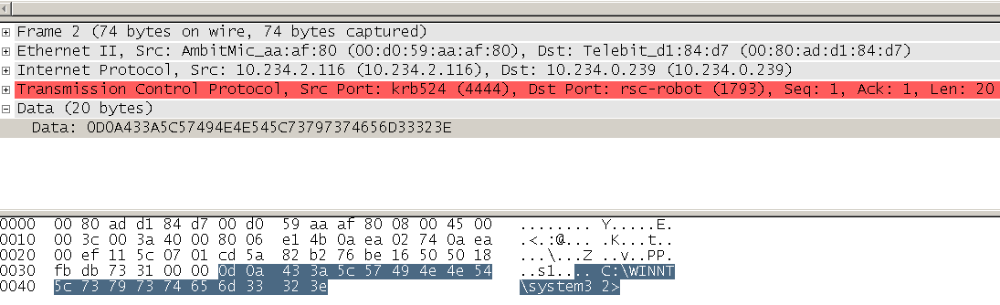 Frame 2 (74 bytes on wire, 74 bytes captured)
Ethernet II, Src: AmbitMic_aa:af:80 (00:d0:59:aa:af:80), Dst: Telebit_d1:84:d7 (00:80:ad:d1:84:d7)
Internet Protocol, Src: 10.234.2.116 (10.234.2.116), Dst: 10.234.0.239 (10.234.0.239)
Transmission Control Protocol, Src Port: krb524 (4444), Dst Port: rsc-robot (1793), Seq: 1, Ack: 1, Len: 20
Data (20 bytes)
Data: 0D0A433A5C57494E4E545C73797374656D33323E
0000 00 80 ad d1 84 d7 00 d0 59 aa af 80 08 00 45 00 ........ Y.....E.
0010 00 3c 00 3a 40 00 80 06 e1 4b 0a ea 02 74 0a ea .<.:@... .K...t..
0020 00 ef 11 5c 07 01 cd 5a 82 b2 76 be 16 50 50 18 ...\...Z ..v..PP.
0030 fb db 73 31 00 00 0d 0a 43 3a 5c 57 49 4e 4e 54 ..s1.... C:\WINNT
0040 5c 73 79 73 74 65 6d 33 32 3e \system3 2>